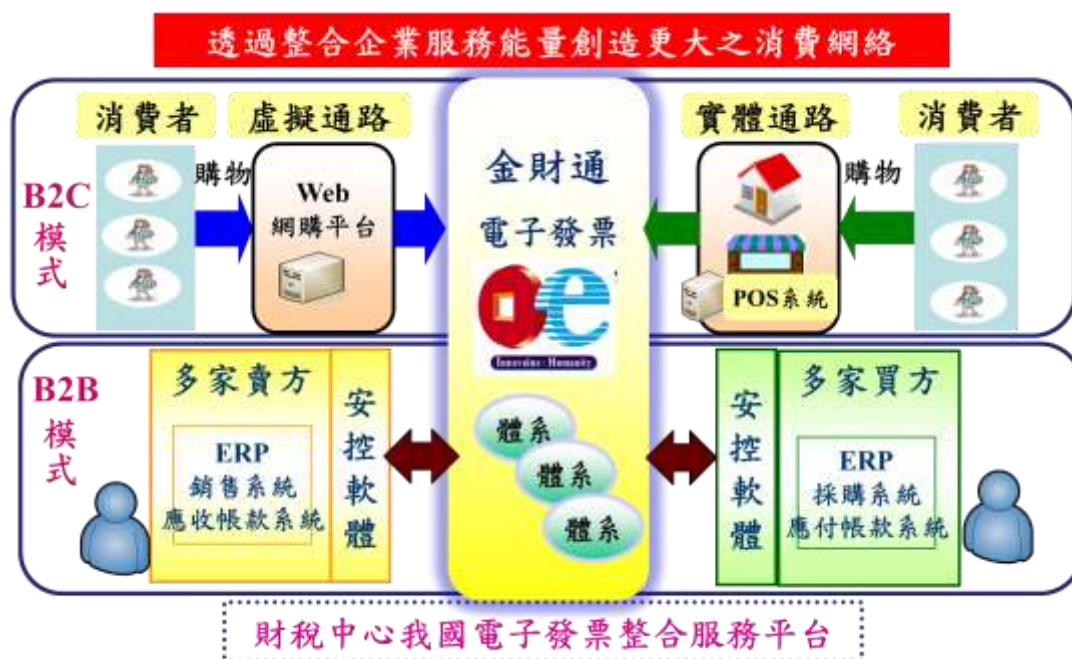 透過整合企業服務能量創造更大之消費網絡
B2C
模
式
消費者
購物
虛擬通路
Web
網購平台
金財通
電子發票
Innovative · Humanity
實體通路
POS系統
購物
消費者
B2B
模
式
多家賣方
ERP
銷售系統
應收帳款系統
安
控
軟
體
體系
體系
體系
安
控
軟
體
多家買方
ERP
採購系統
應付帳款系統
財稅中心我國電子發票整合服務平台